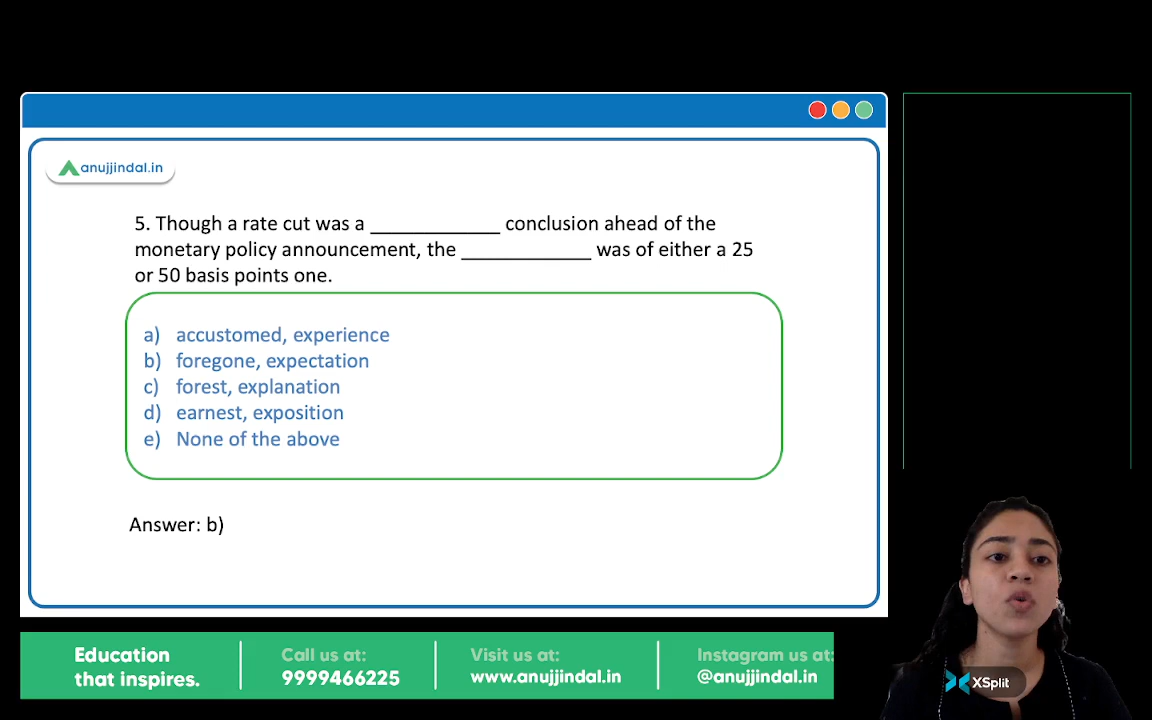 anujjindal.in
5. Though a rate cut was a ____________ conclusion ahead of the
monetary policy announcement, the ____________ was of either a 25
or 50 basis points one.
a) accustomed, experience
b) foregone, expectation
c) forest, explanation
d) earnest, exposition
e) None of the above
Answer: b)
Education
that inspires.
Call us at:
9999466225
Visit us at:
www.anujjindal.in
Instagram us at:
@anujjindal.in
XSplit